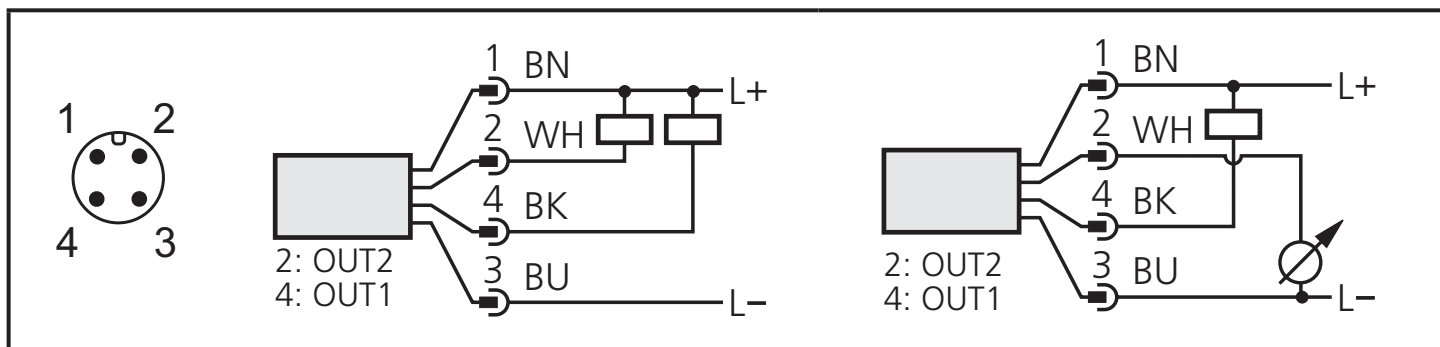 1 2
4 3
1 BN
L+
2 WH
4 BK
3 BU
L–
2: OUT2
4: OUT1
1 BN
L+
2 WH
4 BK
3 BU
L–
2: OUT2
4: OUT1